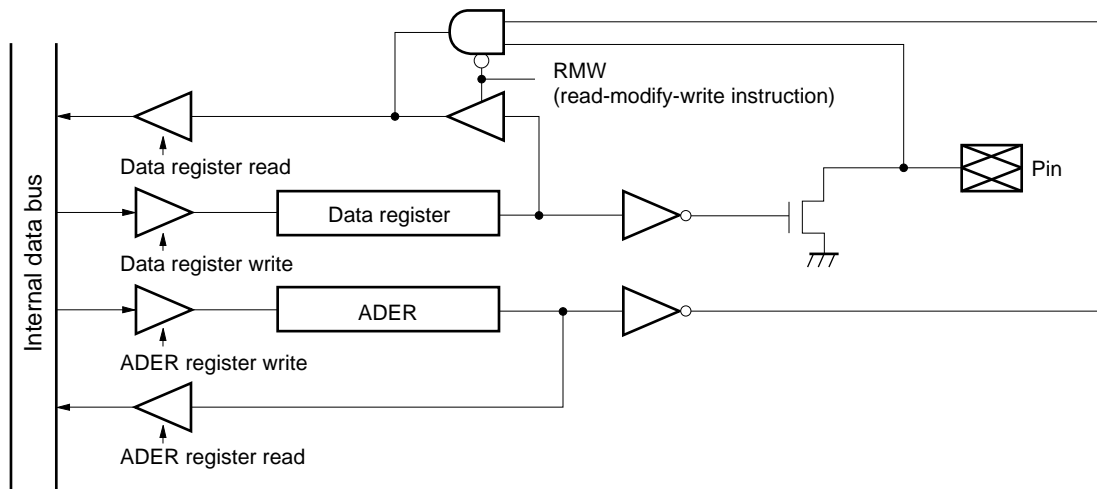 RMW
(read-modify-write instruction)
Data register read
Pin
Data register
Data register write
Internal data bus
ADER
ADER register write
ADER register read